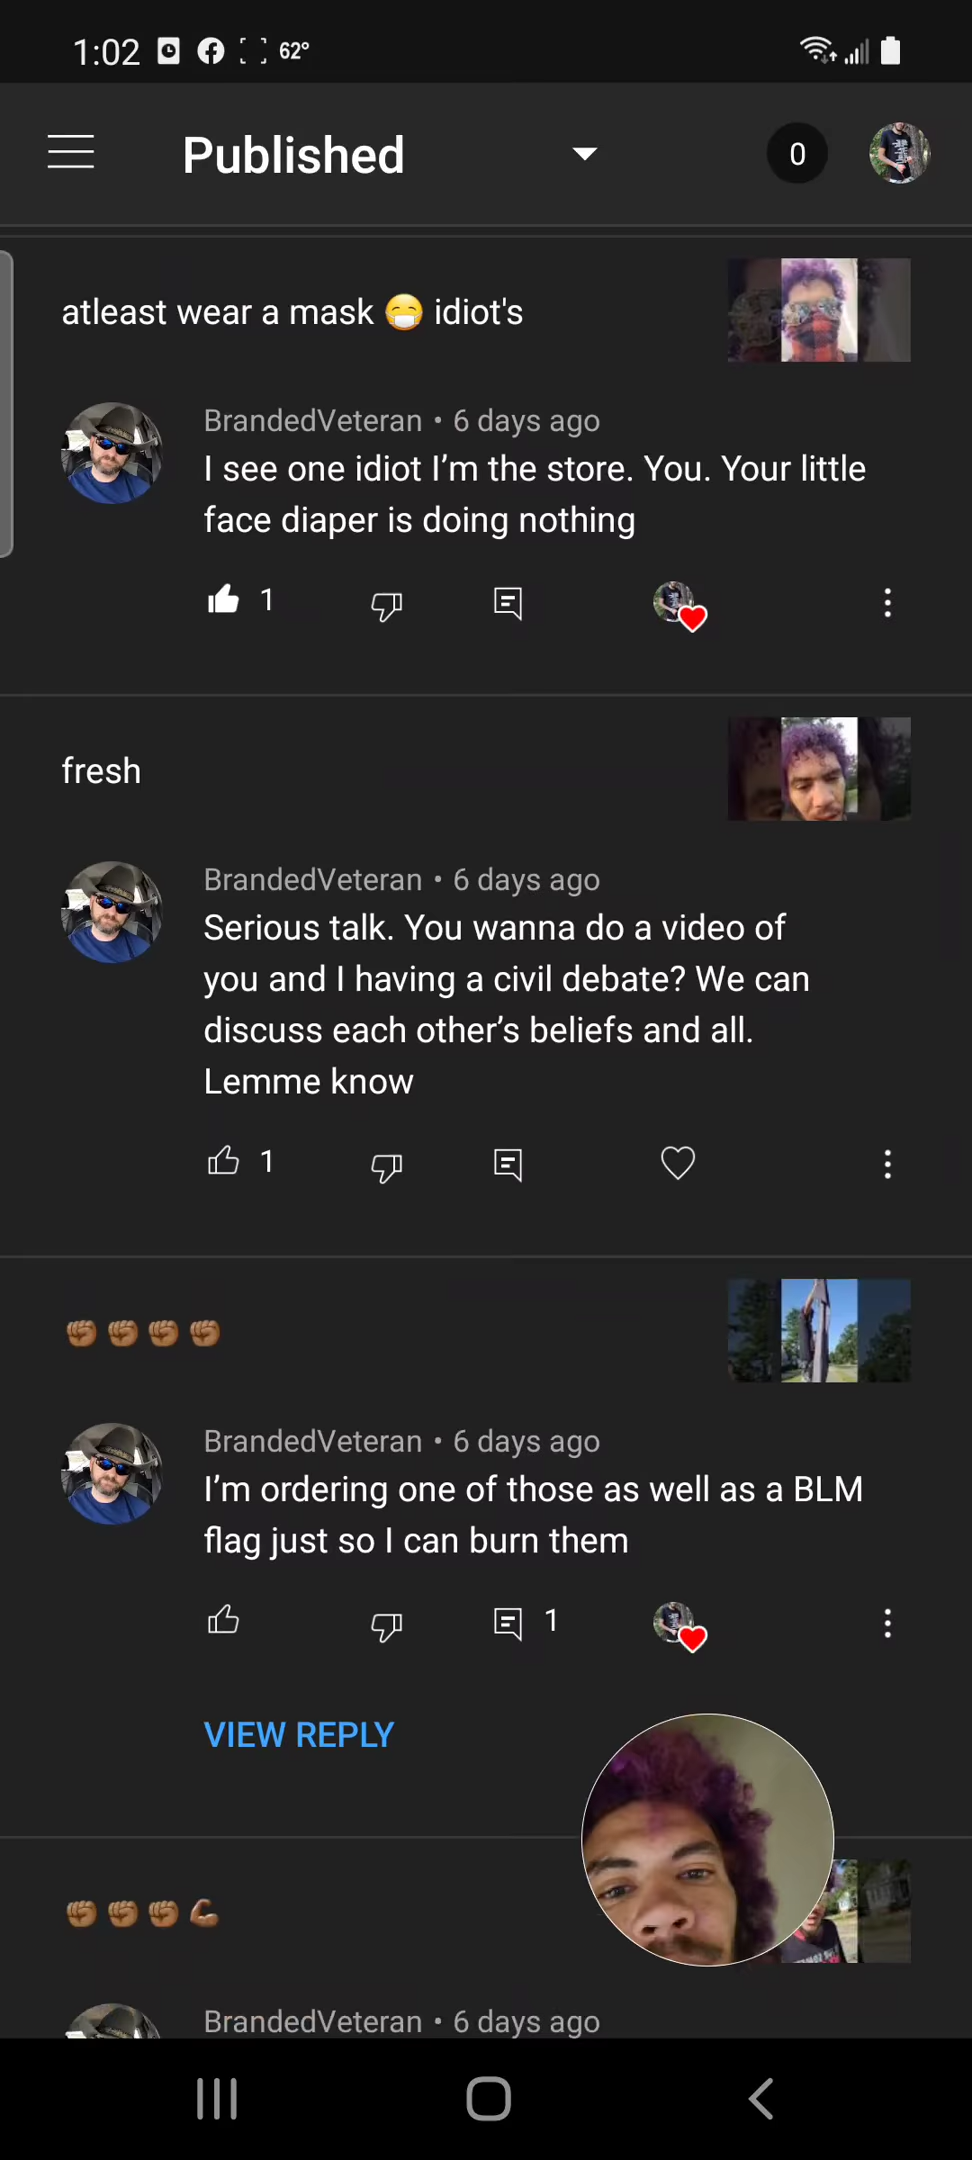 1:02 62°
Published 0
atleast wear a mask 😷 idiot's
BrandedVeteran • 6 days ago
I see one idiot I’m the store. You. Your little
face diaper is doing nothing
1
fresh
BrandedVeteran • 6 days ago
Serious talk. You wanna do a video of
you and I having a civil debate? We can
discuss each other’s beliefs and all.
Lemme know
1
✊🏾✊🏾✊🏾✊🏾
BrandedVeteran • 6 days ago
I’m ordering one of those as well as a BLM
flag just so I can burn them
1
VIEW REPLY
✊🏾✊🏾✊🏾💪🏾
BrandedVeteran • 6 days ago